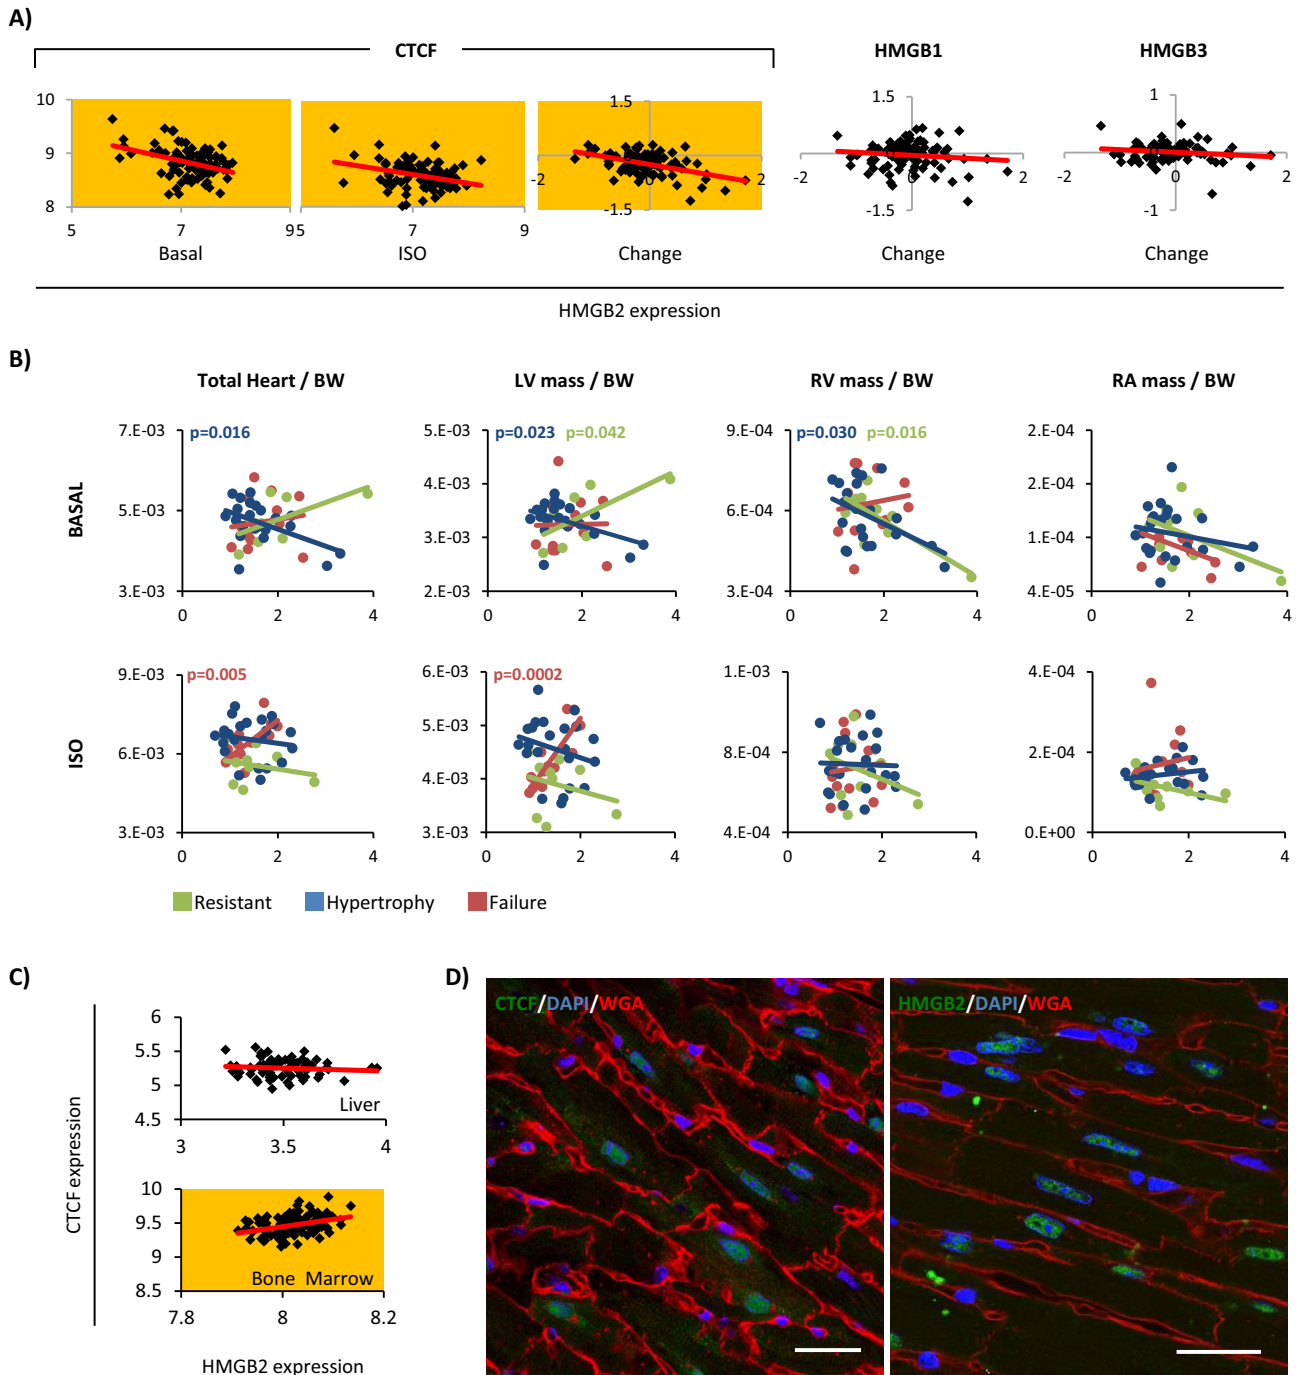 A)
CTCF
HMGB1
HMGB3
10
9
8
5
7
9
Basal
5
7
9
ISO
1.5
-2
0
2
-1.5
Change
1.5
-2
0
2
-1.5
Change
1
-2
0
2
-1
Change
HMGB2 expression
B)
Total Heart / BW
LV mass / BW
RV mass / BW
RA mass / BW
BASAL
7.E-03
5.E-03
3.E-03
p=0.016
0
2
4
5.E-03
4.E-03
3.E-03
2.E-03
p=0.023 p=0.042
0
2
4
9.E-04
6.E-04
3.E-04
p=0.030 p=0.016
0
2
4
2.E-04
2.E-04
1.E-04
4.E-05
0
2
4
ISO
9.E-03
6.E-03
3.E-03
p=0.005
0
2
4
6.E-03
5.E-03
4.E-03
3.E-03
p=0.0002
0
2
4
1.E-03
7.E-04
4.E-04
0
2
4
4.E-04
2.E-04
0.E+00
0
2
4
Resistant
Hypertrophy
Failure
C)
CTCF expression
6
5.5
5
4.5
Liver
3
3.5
4
10
9.5
9
8.5
Bone Marrow
7.8
8
8.2
HMGB2 expression
D)
CTCF/DAPI/WGA
HMGB2/DAPI/WGA